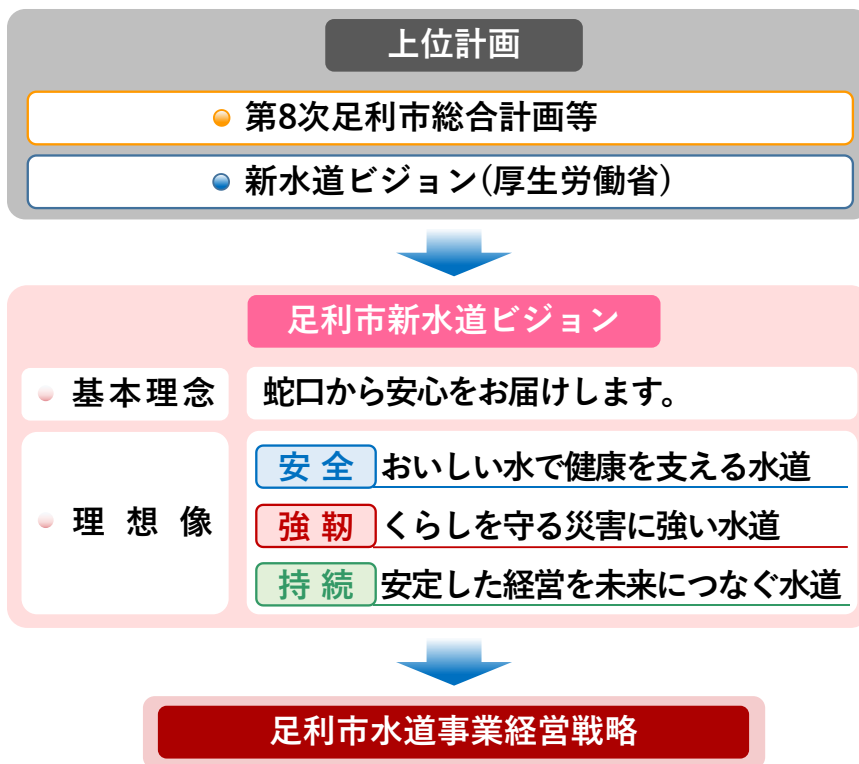 上位計画
第8次足利市総合計画等
新水道ビジョン(厚生労働省)
足利市新水道ビジョン
基本理念 蛇口から安心をお届けします。
理想像
安全 おいしい水で健康を支える水道
強靭 くらしを守る災害に強い水道
持続 安定した経営を未来につなぐ水道
足利市水道事業経営戦略